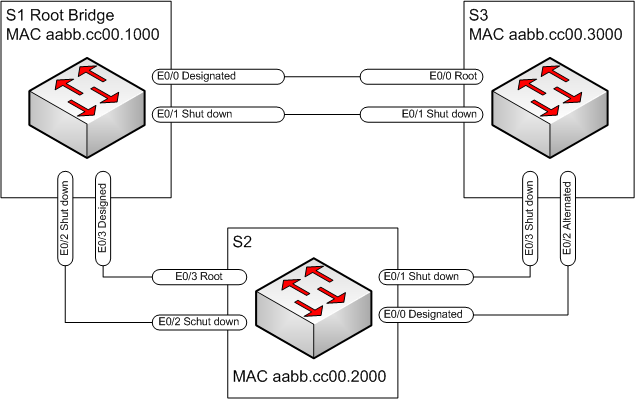 S1 Root Bridge
MAC aabb.cc00.1000
S3
MAC aabb.cc00.3000
E0/0 Designated
E0/0 Root
E0/1 Shut down
E0/1 Shut down
E0/2 Shut down
E0/3 Designed
E0/3 Shut down
E0/2 Alternated
S2
E0/3 Root
E0/1 Shut down
E0/2 Schut down
E0/0 Designated
MAC aabb.cc00.2000